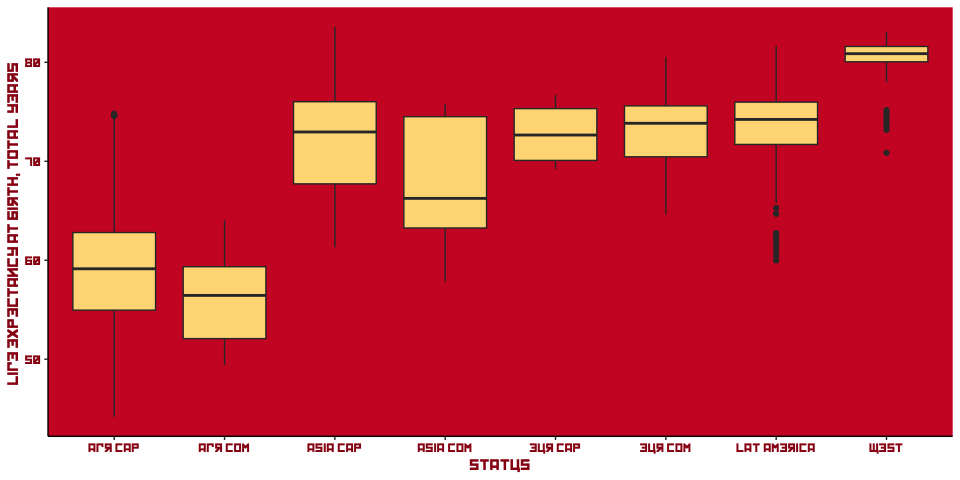 LIFE EXPECTANCY AT BIRTH, TOTAL YEARS
80
70
60
50
AFR CAP
AFR COM
ASIA CAP
ASIA COM
EUR CAP
EUR COM
LAT AMERICA
WEST
STATUS